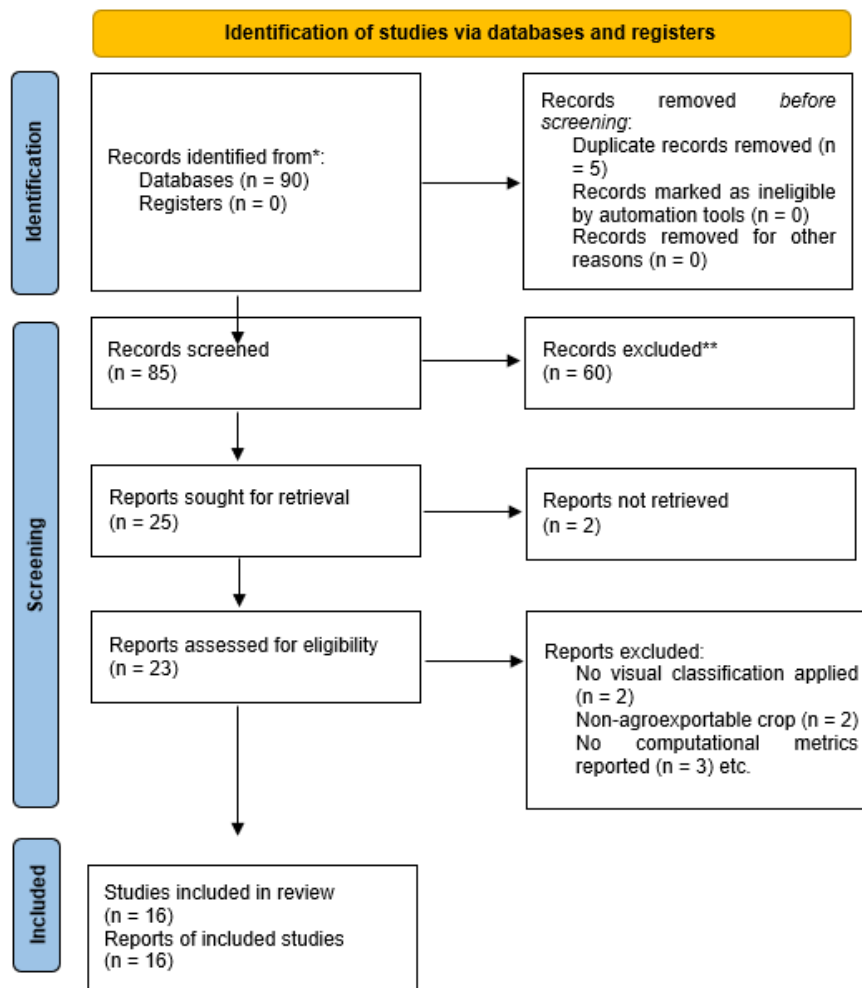 Identification of studies via databases and registers
Identification
Records identified from*:
Databases (n = 90)
Registers (n = 0)
Records removed before
screening:
Duplicate records removed (n
= 5)
Records marked as ineligible
by automation tools (n = 0)
Records removed for other
reasons (n = 0)
Screening
Records screened
(n = 85)
Records excluded**
(n = 60)
Reports sought for retrieval
(n = 25)
Reports not retrieved
(n = 2)
Reports assessed for eligibility
(n = 23)
Reports excluded:
No visual classification applied
(n = 2)
Non-agroexportable crop (n = 2)
No computational metrics
reported (n = 3) etc.
Included
Studies included in review
(n = 16)
Reports of included studies
(n = 16)